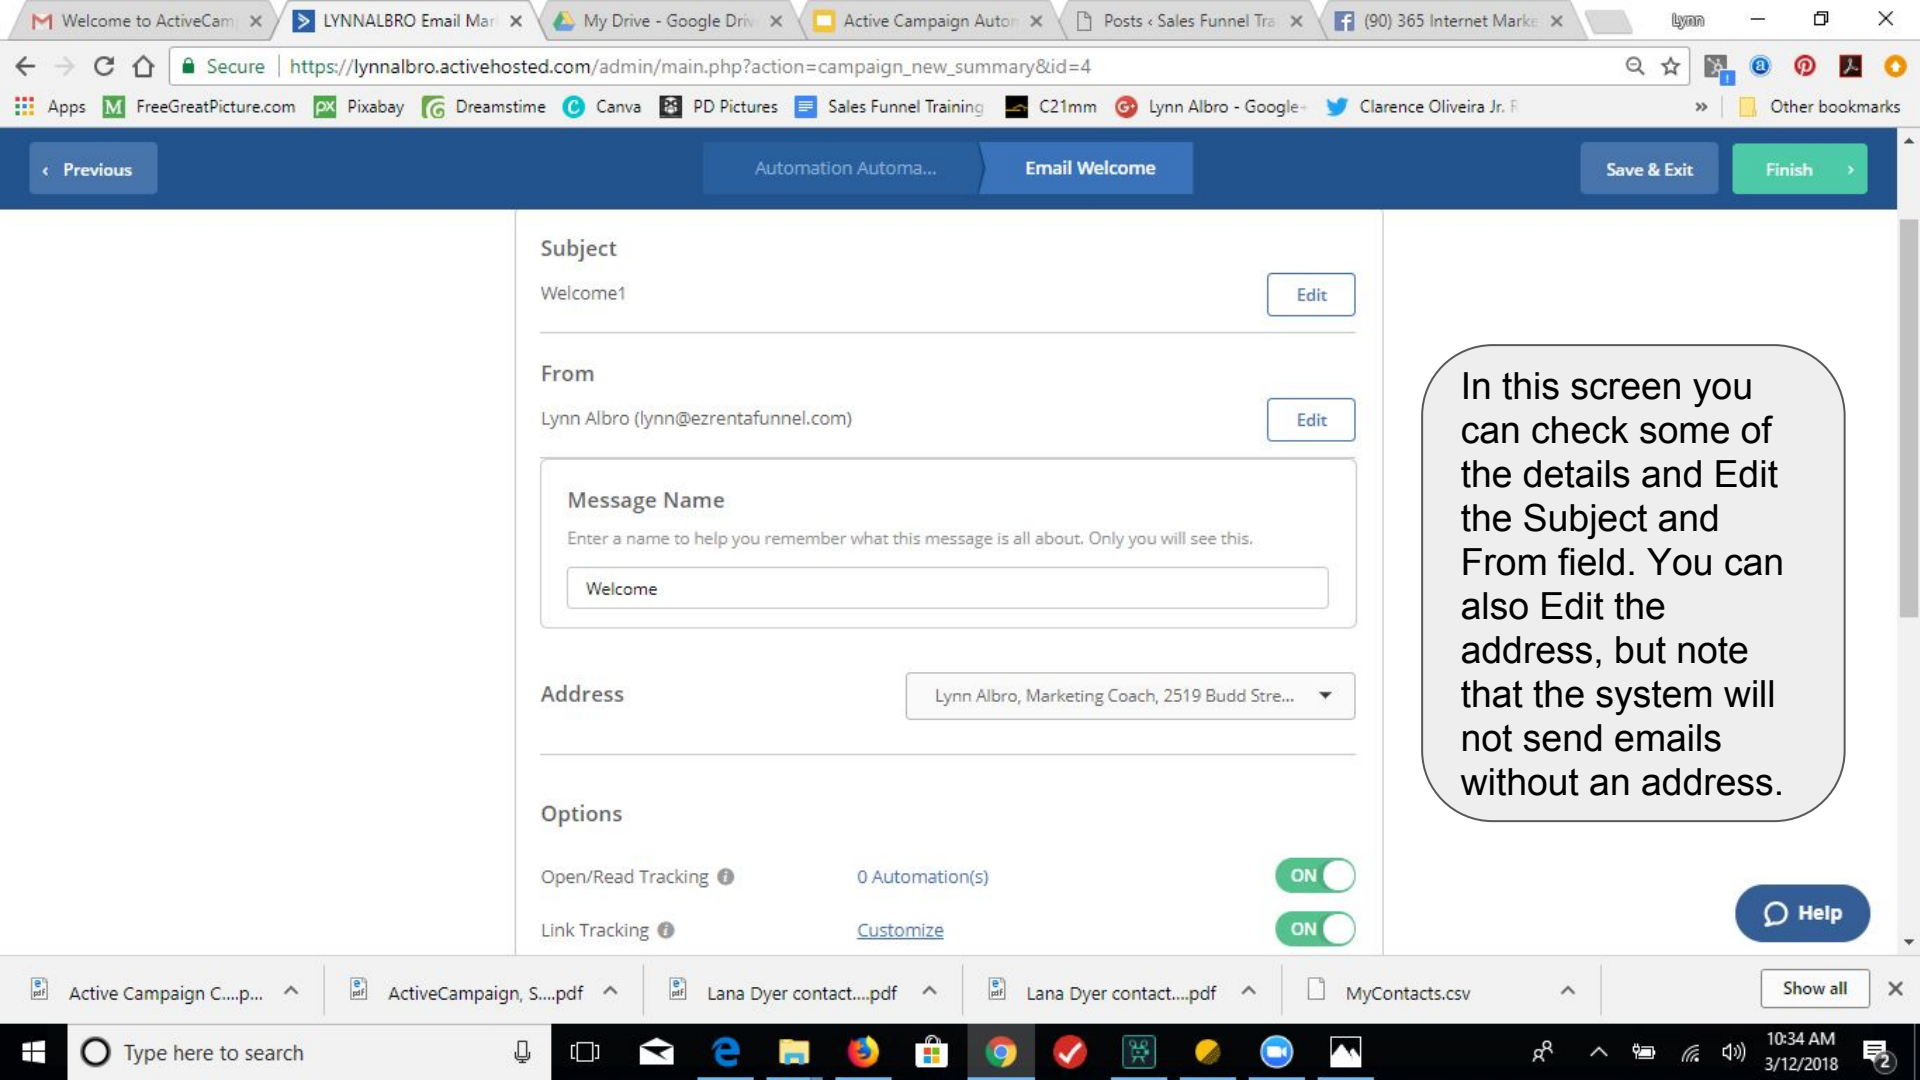 Welcome to ActiveCam
LYNNALBRO Email Mar
My Drive - Google Driv
Active Campaign Autom
Posts ‹ Sales Funnel Tra
(90) 365 Internet Marke
Lynn
Secure
https://lynnalbro.activehosted.com/admin/main.php?action=campaign_new_summary&id=4
Apps
FreeGreatPicture.com
Pixabay
Dreamstime
Canva
PD Pictures
Sales Funnel Training
C21mm
Lynn Albro - Google+
Clarence Oliveira Jr. R
»
Other bookmarks
‹ Previous
Automation Automa...
Email Welcome
Save & Exit
Finish ›
Subject
Welcome1
Edit
From
Lynn Albro (lynn@ezrentafunnel.com)
Edit
Message Name
Enter a name to help you remember what this message is all about. Only you will see this.
Welcome
Address
Lynn Albro, Marketing Coach, 2519 Budd Stre...
Options
Open/Read Tracking
0 Automation(s)
ON
Link Tracking
Customize
ON
In this screen you
can check some of
the details and Edit
the Subject and
From field. You can
also Edit the
address, but note
that the system will
not send emails
without an address.
Help
Active Campaign C....p...
ActiveCampaign, S....pdf
Lana Dyer contact....pdf
Lana Dyer contact....pdf
MyContacts.csv
Show all
Type here to search
10:34 AM
3/12/2018
2